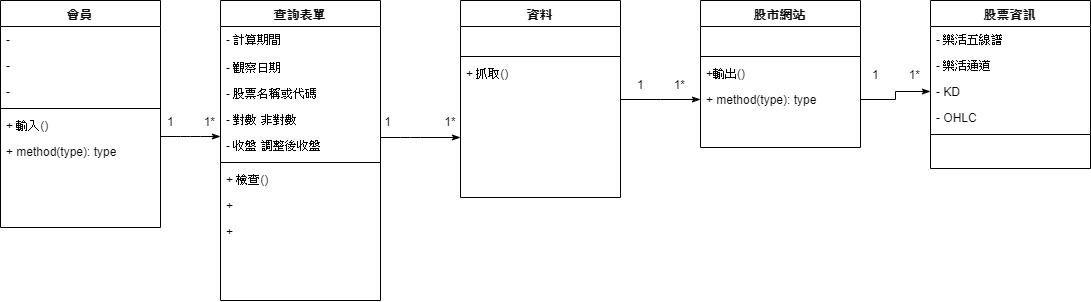 會員
-
-
-
+ 輸入()
+ method(type): type
1
1*
查詢表單
- 計算期間
- 觀察日期
- 股票名稱或代碼
- 對數 非對數
- 收盤 調整後收盤
+ 檢查()
+
+
1
1*
資料
+ 抓取()
1
1*
股市網站
+輸出()
+ method(type): type
1
1*
股票資訊
- 樂活五線譜
- 樂活通道
- KD
- OHLC